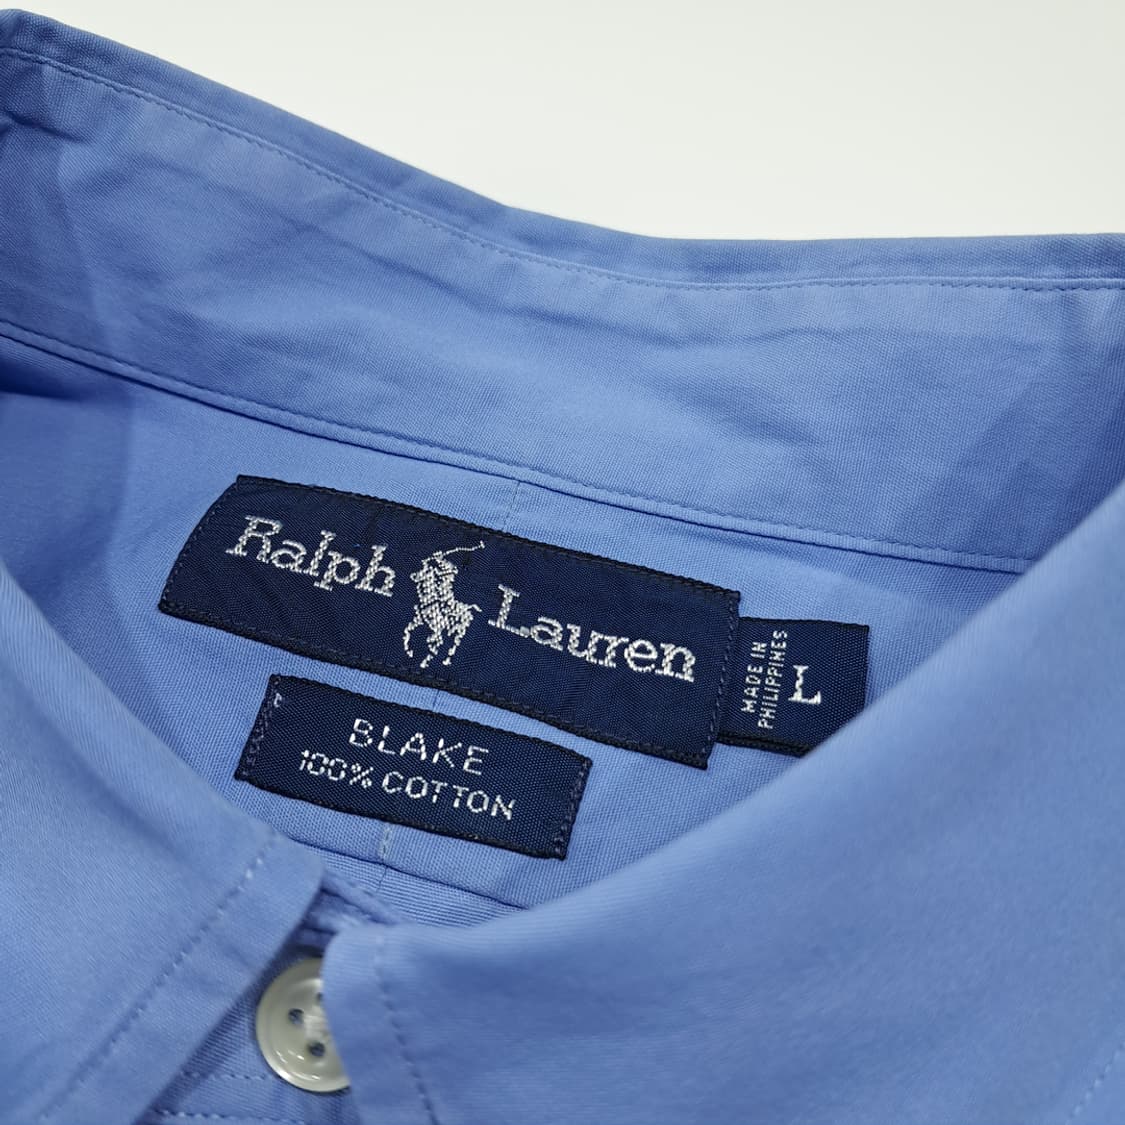 Ralph Lauren
MADE IN
PHILIPPINES
L
BLAKE
100% COTTON